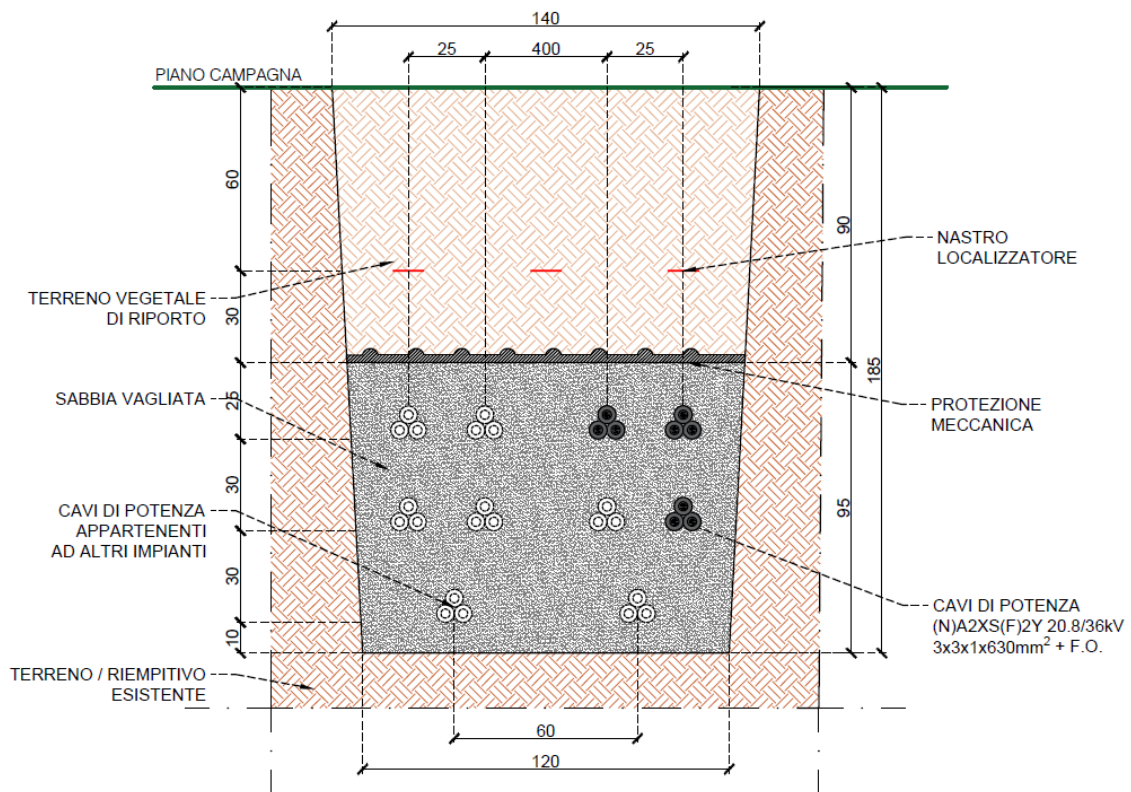 140
25
400
25
PIANO CAMPAGNA
60
90
NASTRO
LOCALIZZATORE
TERRENO VEGETALE
DI RIPORTO
30
185
SABBIA VAGLIATA
25
PROTEZIONE
MECCANICA
30
CAVI DI POTENZA
APPARTENENTI
AD ALTRI IMPIANTI
95
30
CAVI DI POTENZA
(N)A2XS(F)2Y 20.8/36kV
3x3x1x630mm² + F.O.
10
TERRENO / RIEMPITIVO
ESISTENTE
60
120